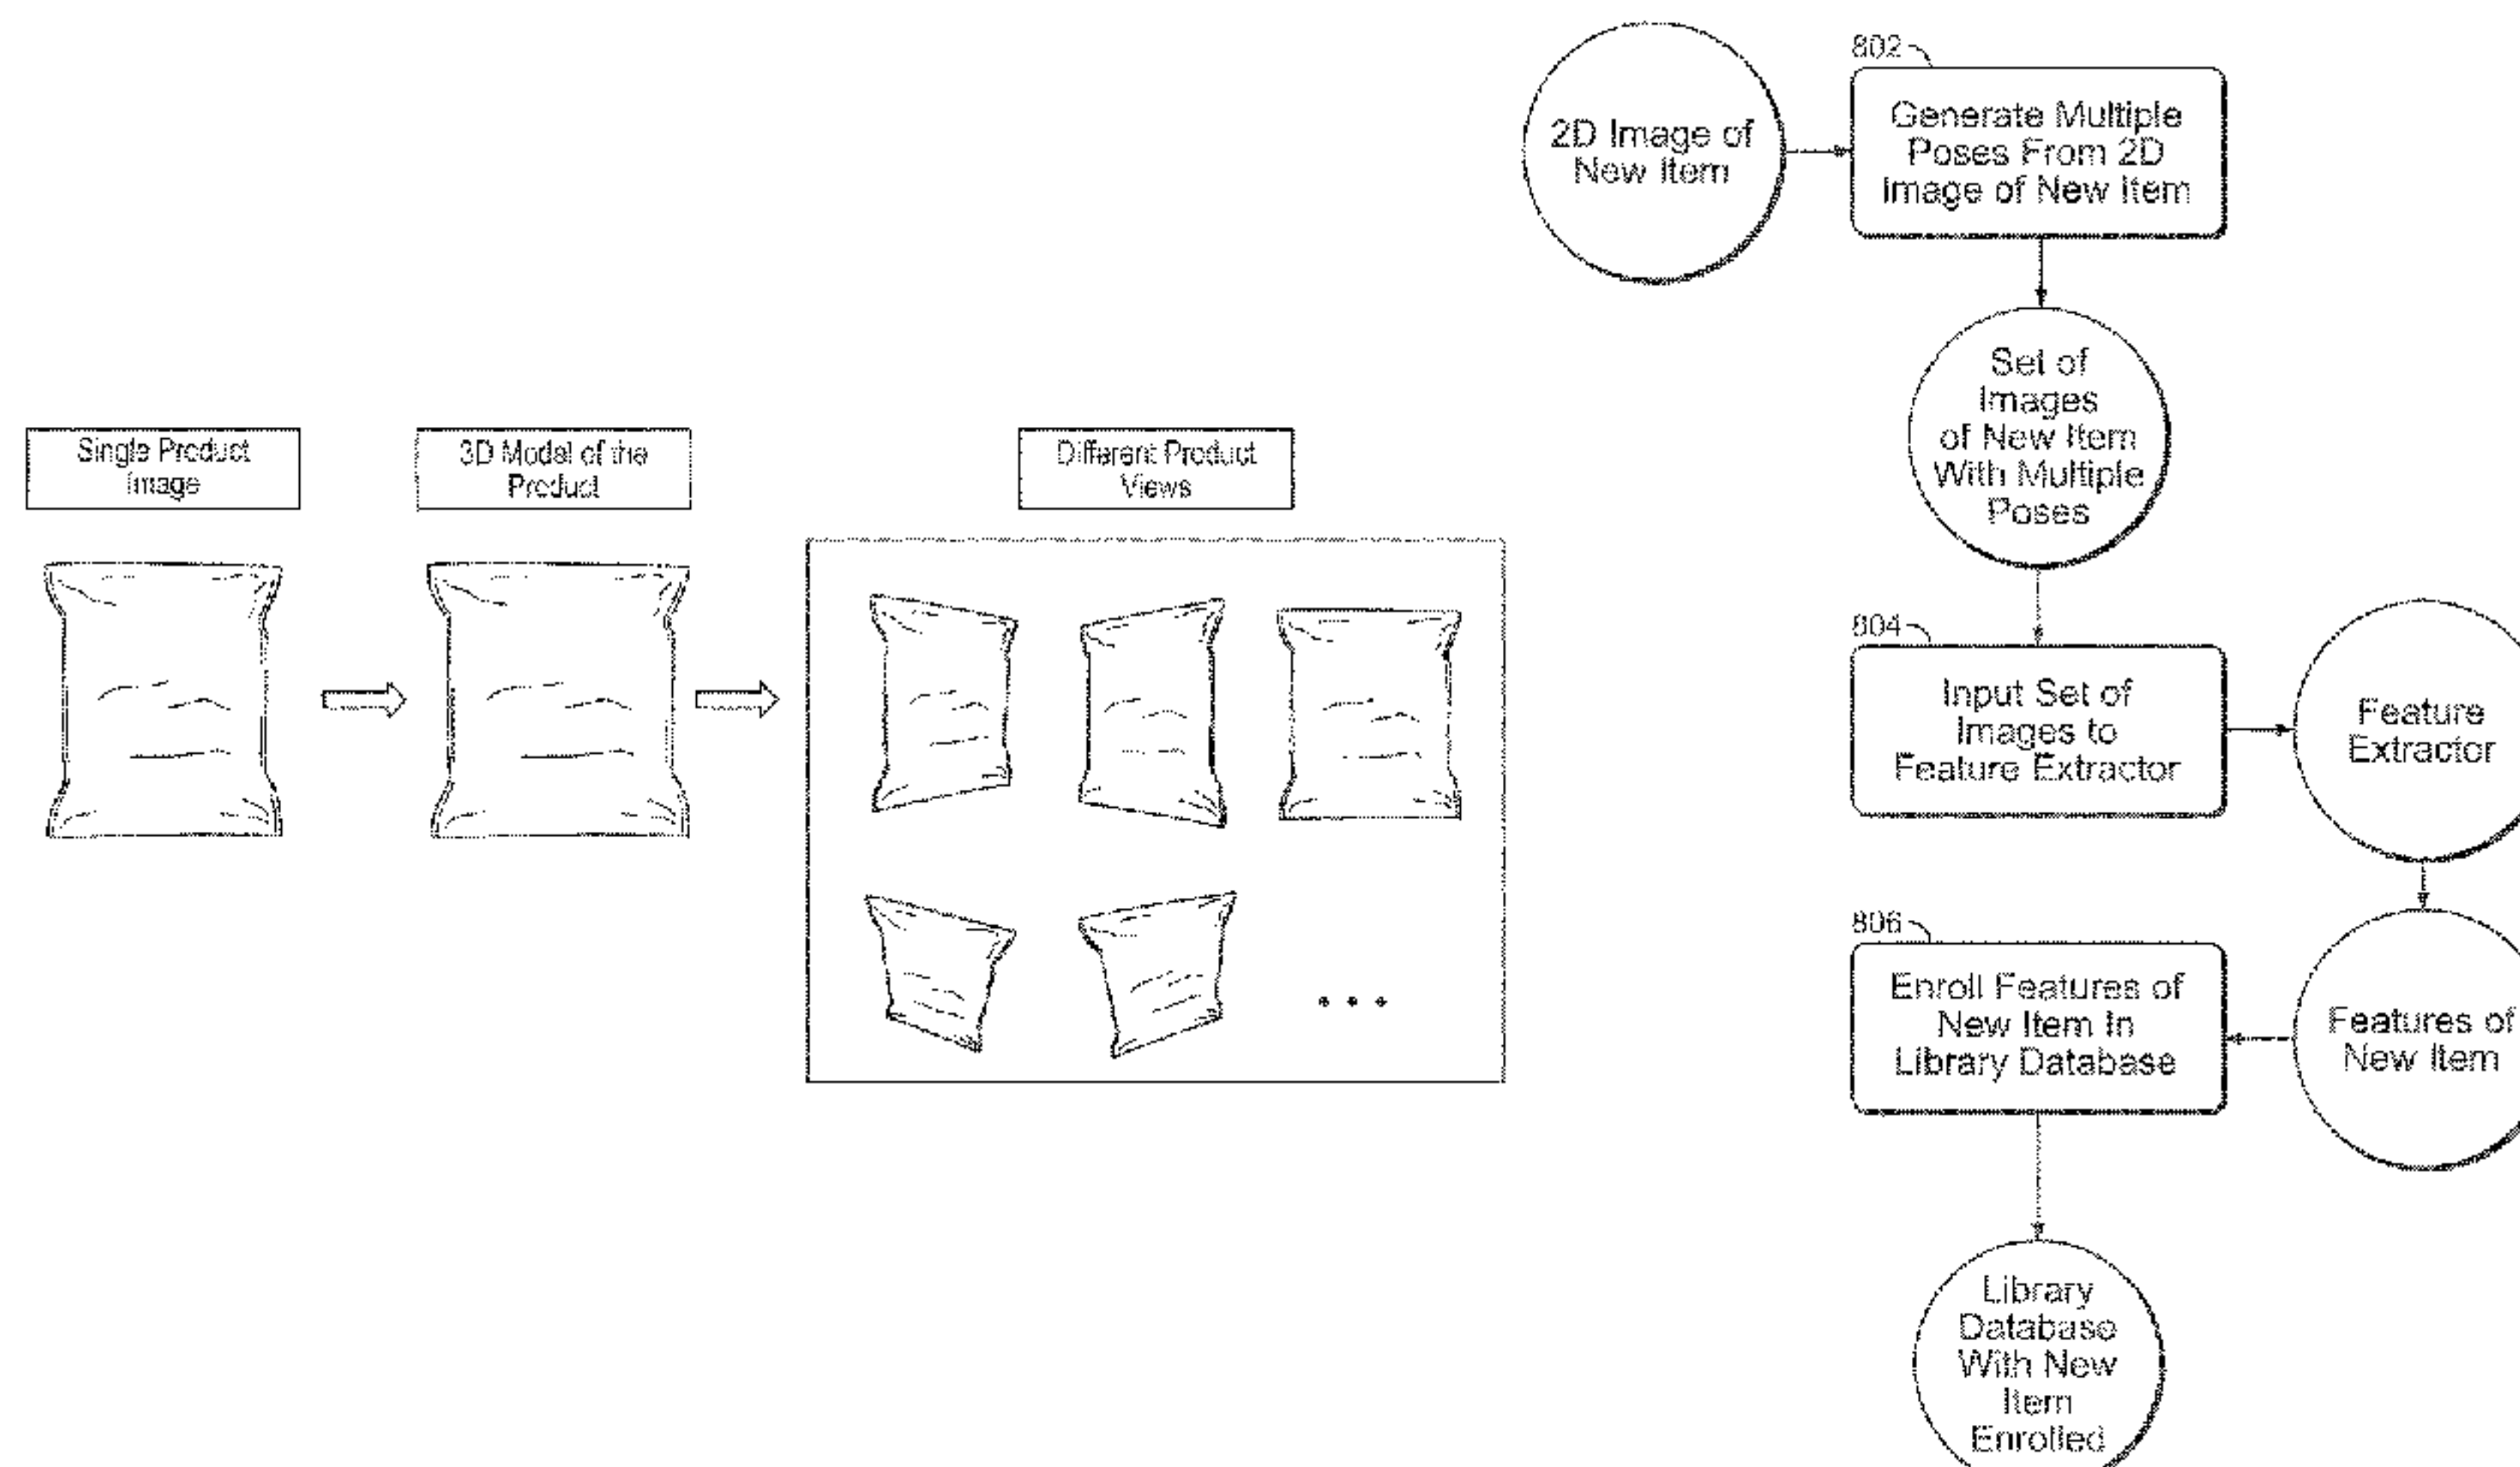 Single Product
Image
3D Model of the
Product
Different Product
Views
2D Image of
New Item
802
Generate Multiple
Poses From 2D
Image of New Item
Set of
Images
of New Item
With Multiple
Poses
804
Input Set of
Images to
Feature Extractor
Feature
Extractor
806
Enroll Features of
New Item In
Library Database
Features of
New Item
Library
Database
With New
Item
Enrolled